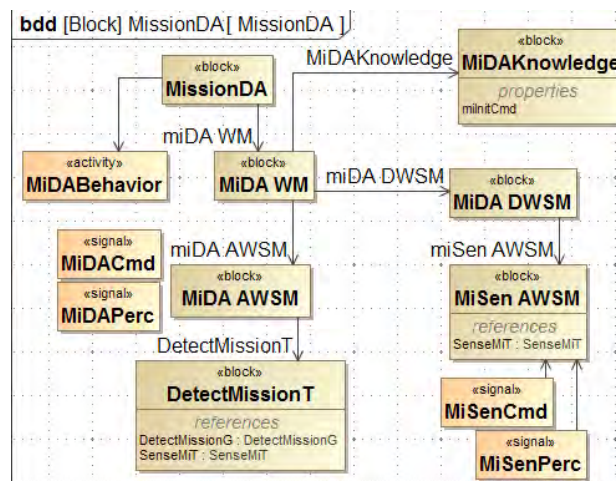 bdd [Block] MissionDA[ MissionDA ]
«block»
MissionDA
MiDAKnowledge
«block»
MiDAKnowledge
properties
miInitCmd
miDA WM
«activity»
MiDABehavior
«block»
MiDA WM
miDA DWSM
«block»
MiDA DWSM
«signal»
MiDACmd
«signal»
MiDAPerc
miDA AWSM
«block»
MiDA AWSM
miSen AWSM
«block»
MiSen AWSM
references
SenseMiT : SenseMiT
DetectMissionT
«block»
DetectMissionT
references
DetectMissionG : DetectMissionG
SenseMiT : SenseMiT
«signal»
MiSenCmd
«signal»
MiSenPerc